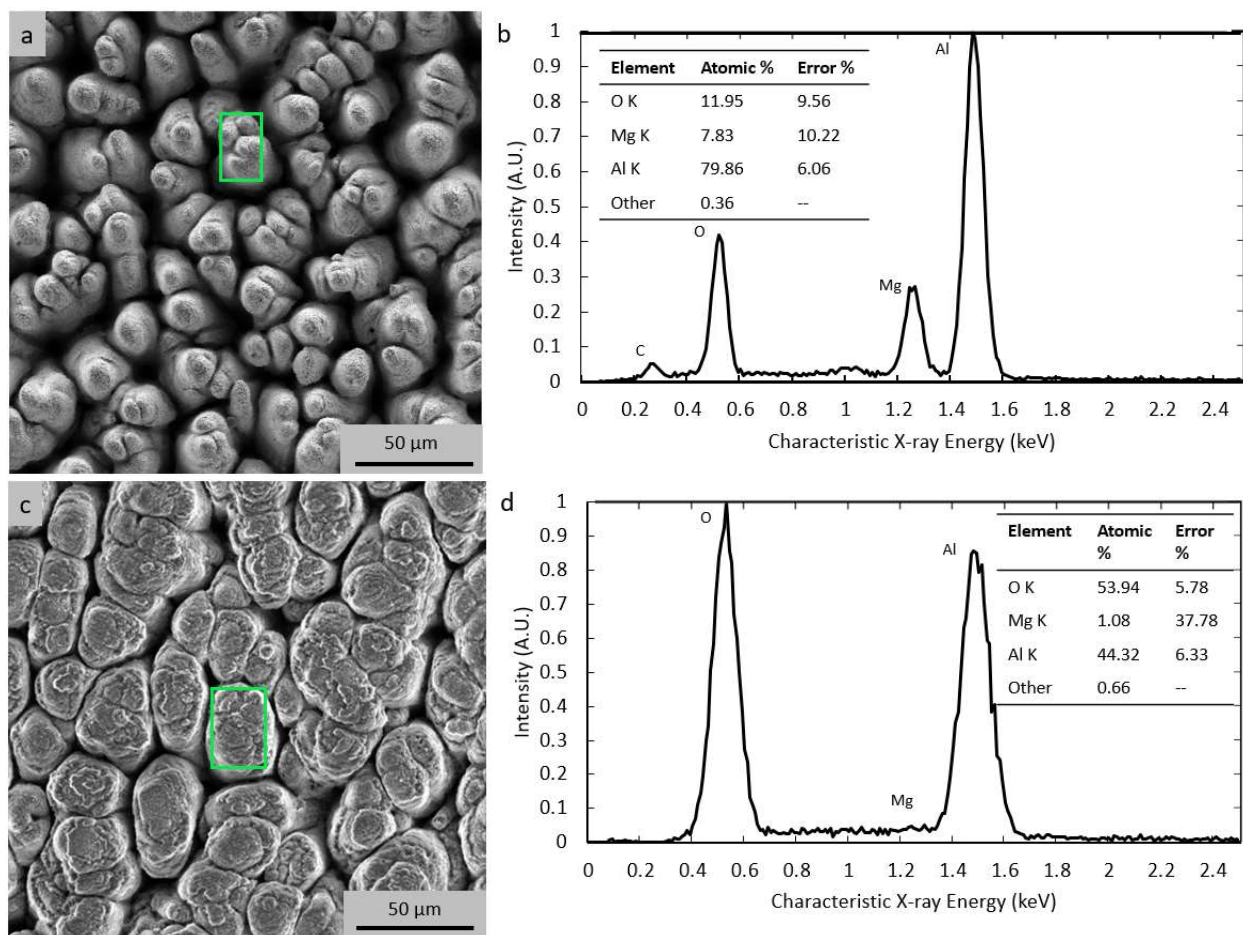 a
50 µm
b
Element Atomic % Error %
O K 11.95 9.56
Mg K 7.83 10.22
Al K 79.86 6.06
Other 0.36 --
Al
O
Mg
C
Intensity (A.U.)
1
0.9
0.8
0.7
0.6
0.5
0.4
0.3
0.2
0.1
0
0 0.2 0.4 0.6 0.8 1 1.2 1.4 1.6 1.8 2 2.2 2.4
Characteristic X-ray Energy (keV)
c
50 µm
d
Element Atomic Error
% %
O K 53.94 5.78
Mg K 1.08 37.78
Al K 44.32 6.33
Other 0.66 --
O
Al
Mg
Intensity (A.U.)
1
0.9
0.8
0.7
0.6
0.5
0.4
0.3
0.2
0.1
0
0 0.2 0.4 0.6 0.8 1 1.2 1.4 1.6 1.8 2 2.2 2.4
Characteristic X-ray Energy (keV)